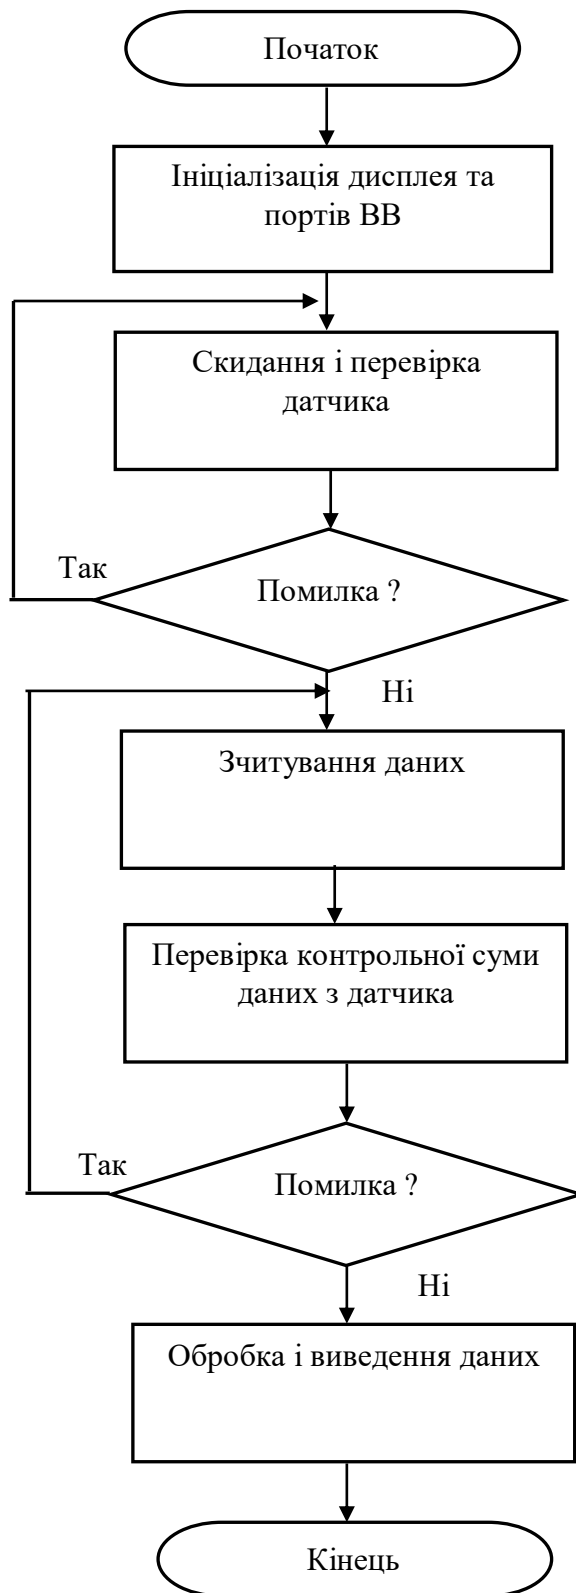 Початок
Ініціалізація дисплея та
портів ВВ
Скидання і перевірка
датчика
Так
Помилка ?
Ні
Зчитування даних
Перевірка контрольної суми
даних з датчика
Так
Помилка ?
Ні
Обробка і виведення даних
Кінець